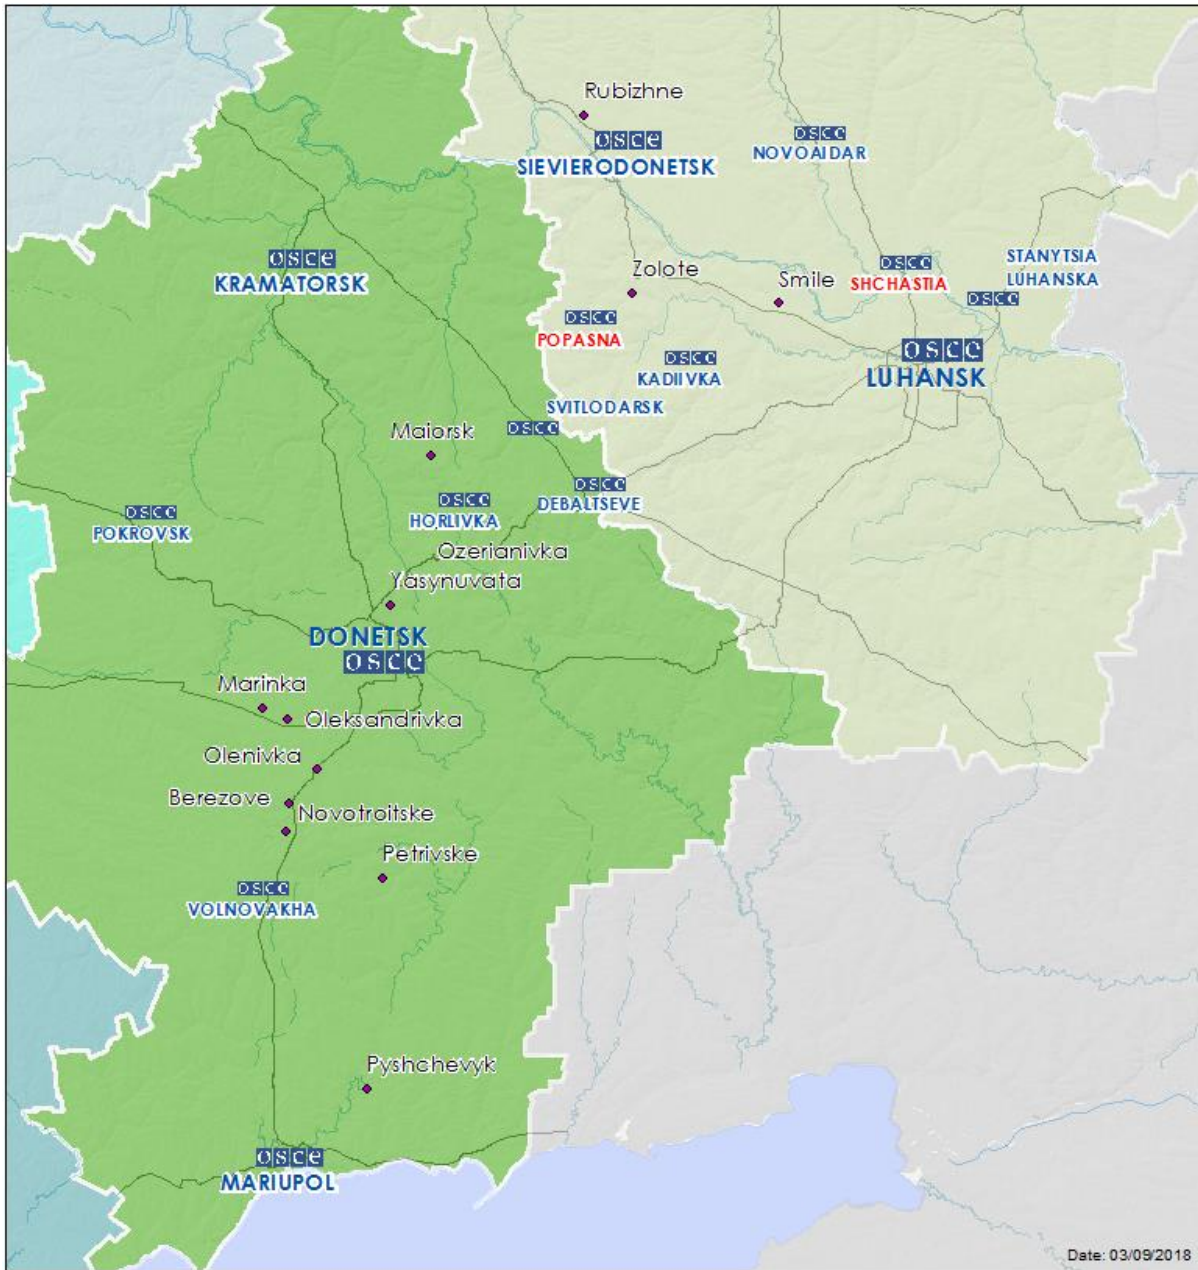 Rubizhne
osce
SIEVIERODONETSK
osce
NOVOAIDAR
osce
KRAMATORSK
Zolote
Smile
osce
SHCHASTIA
STANYTSIA
LUHANSKA
osce
osce
POPASNA
osce
KADIIVKA
osce
LUHANSK
SVITLODARSK
osce
Maiorsk
osce
DEBALTSEVE
osce
HORLIVKA
osce
POKROVSK
Ozerianivka
Yasynuvata
DONETSK
osce
Marinka
Oleksandrivka
Olenivka
Berezove
Novotroitske
Petrivske
osce
VOLNOVAKHA
Pyshchevyk
osce
MARIUPOL
Date: 03/09/2018